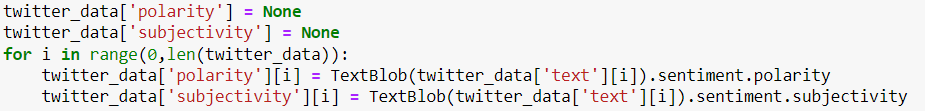 twitter_data['polarity'] = None
twitter_data['subjectivity'] = None
for i in range(0,len(twitter_data)):
    twitter_data['polarity'][i] = TextBlob(twitter_data['text'][i]).sentiment.polarity
    twitter_data['subjectivity'][i] = TextBlob(twitter_data['text'][i]).sentiment.subjectivity